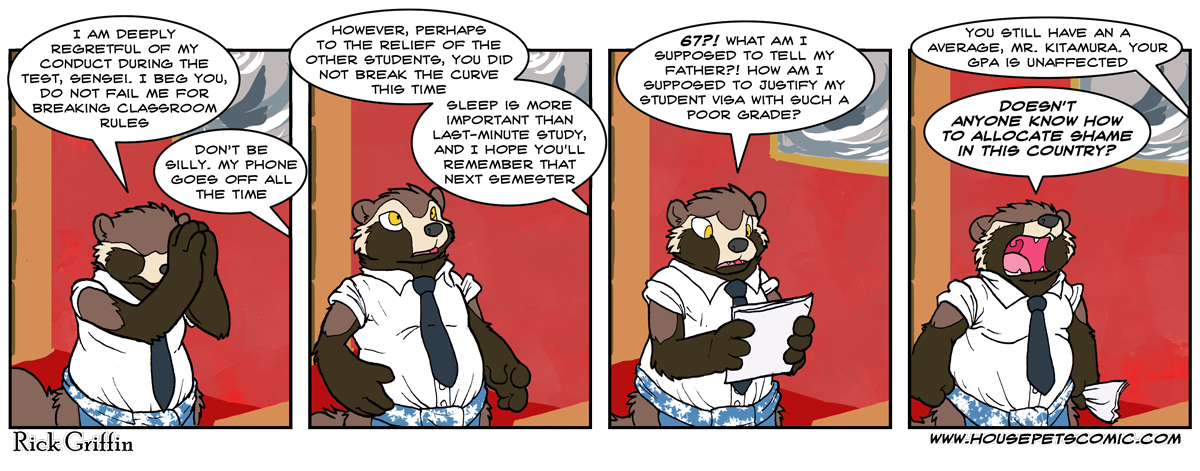 I AM DEEPLY
REGRETFUL OF MY
CONDUCT DURING THE
TEST, SENSEI. I BEG YOU,
DO NOT FAIL ME FOR
BREAKING CLASSROOM
RULES
DON'T BE
SILLY. MY PHONE
GOES OFF ALL
THE TIME
HOWEVER, PERHAPS
TO THE RELIEF OF THE
OTHER STUDENTS, YOU DID
NOT BREAK THE CURVE
THIS TIME
SLEEP IS MORE
IMPORTANT THAN
LAST-MINUTE STUDY,
AND I HOPE YOU'LL
REMEMBER THAT
NEXT SEMESTER
67?! WHAT AM I
SUPPOSED TO TELL MY
FATHER?! HOW AM I
SUPPOSED TO JUSTIFY MY
STUDENT VISA WITH SUCH A
POOR GRADE?
YOU STILL HAVE AN A
AVERAGE, MR. KITAMURA. YOUR
GPA IS UNAFFECTED
DOESN'T
ANYONE KNOW HOW
TO ALLOCATE SHAME
IN THIS COUNTRY?
Rick Griffin
WWW.HOUSEPETSCOMIC.COM